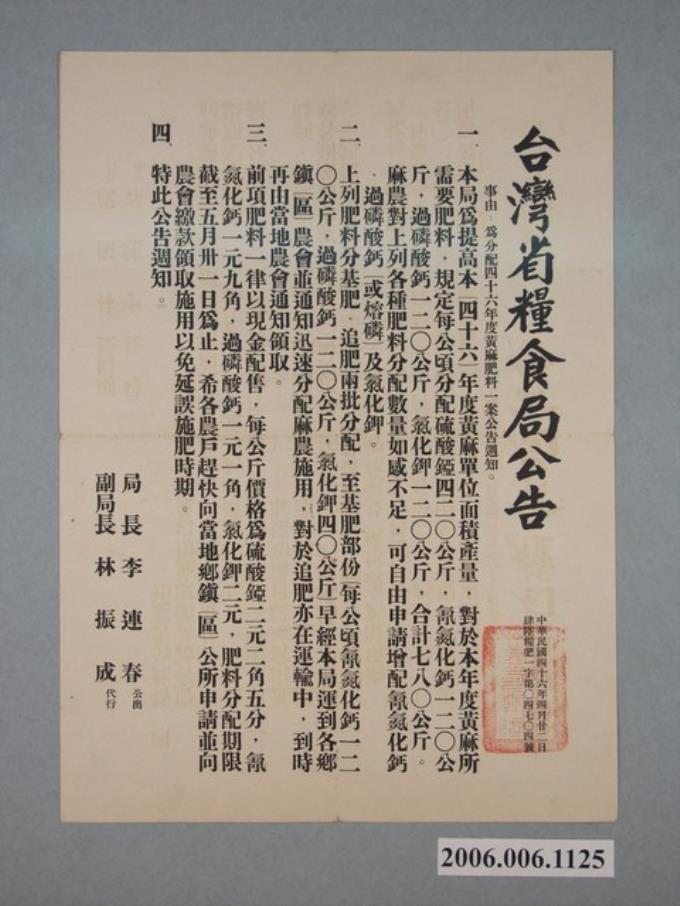 台灣省糧食局公告
中華民國四十六年四月廿二日
肆陸糧肥一字第〇四七〇四號
事由：為分配四十六年度黃麻肥料一案公告週知。
一、本局為提高本（四十六）年度黃麻單位面積產量，對於本年度黃麻所
需要肥料，規定每公頃分配硫酸錏四二〇公斤，氰氮化鈣一二〇公
斤，過磷酸鈣一二〇公斤，氯化鉀一二〇公斤，合計七八〇公斤。
麻農對上列各種肥料分配數量如感不足，可自由申請增配氰氮化鈣
、過磷酸鈣（或熔磷）及氯化鉀。
二、上列肥料分基肥、追肥兩批分配，至基肥部份（每公頃氰氮化鈣一二
〇公斤，過磷酸鈣一二〇公斤，氯化鉀四〇公斤）早經本局運到各鄉
鎮（區）農會並通知迅速分配麻農施用，對於追肥亦在運輸中，到時
再由當地農會通知領取。
三、前項肥料一律以現金配售，每公斤價格為硫酸錏二元二角五分，氰
氮化鈣一元九角，過磷酸鈣一元一角，氯化鉀二元，肥料分配期限
截至五月卅一日為止，希各農戶趕快向當地鄉鎮（區）公所申請並向
農會繳款領取施用以免延誤施肥時期。
四、特此公告週知。
局長 李連春 公出
副局長 林振成 代行
2006.006.1125